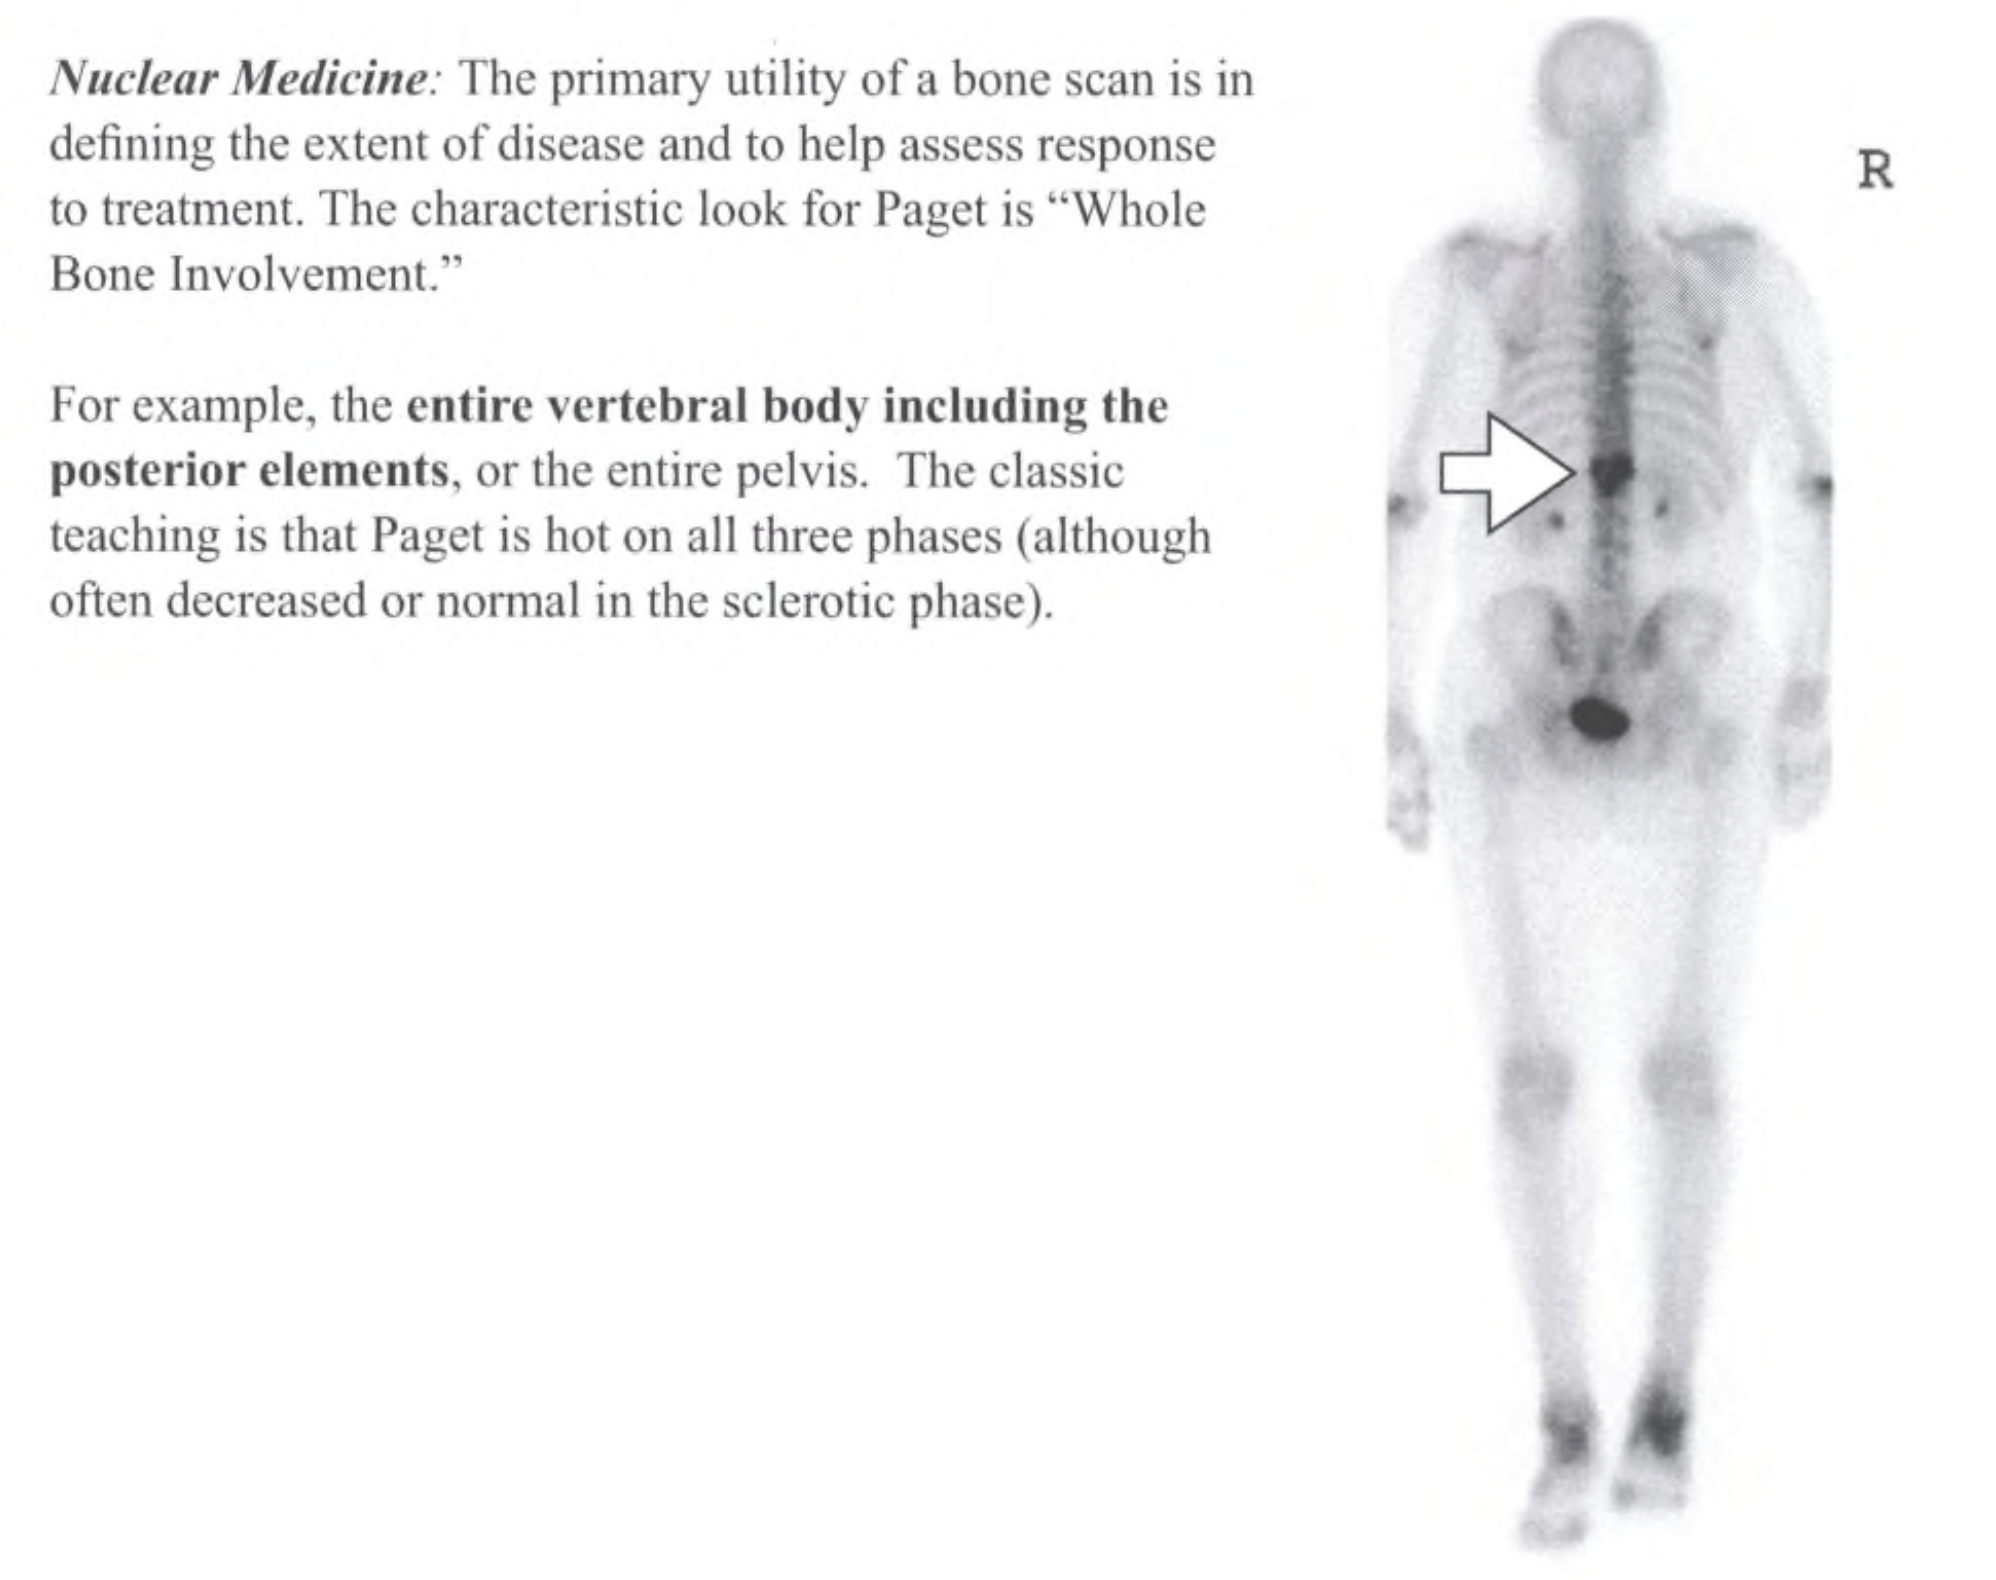 Nuclear Medicine: The primary utility of a bone scan is in
defining the extent of disease and to help assess response
to treatment. The characteristic look for Paget is “Whole
Bone Involvement.”
For example, the entire vertebral body including the
posterior elements, or the entire pelvis. The classic
teaching is that Paget is hot on all three phases (although
often decreased or normal in the sclerotic phase).
R